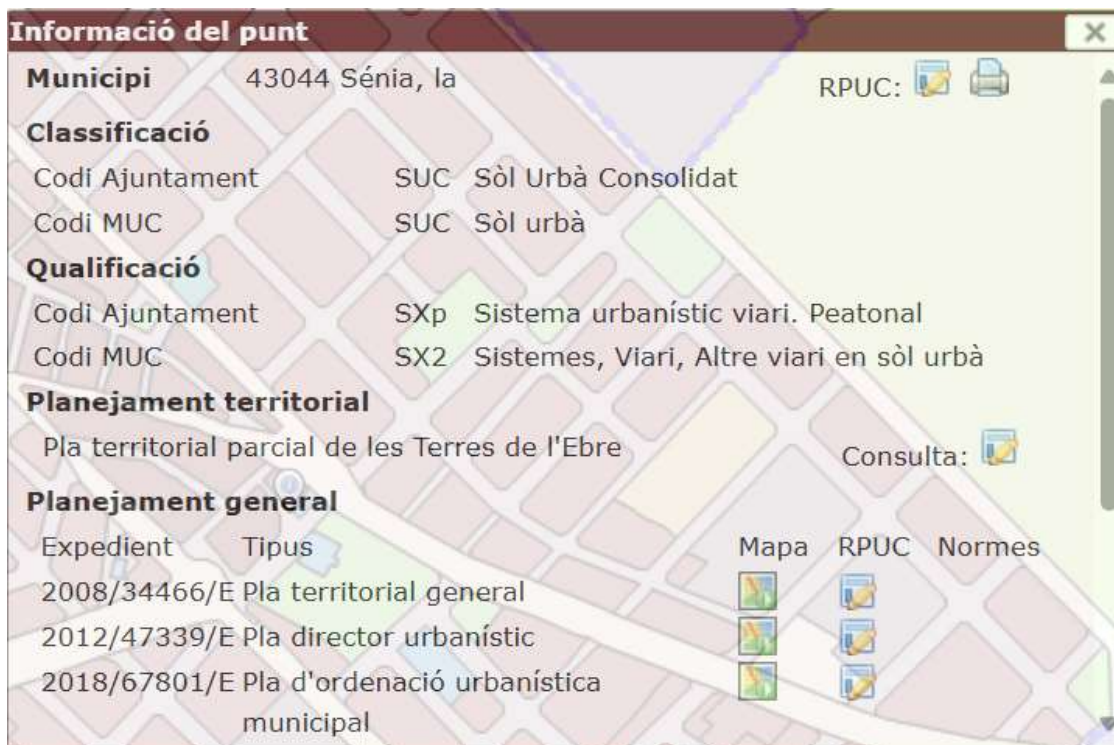 Informació del punt
Municipi 43044 Sénia, la RPUC:
Classificació
Codi Ajuntament SUC Sòl Urbà Consolidat
Codi MUC SUC Sòl urbà
Qualificació
Codi Ajuntament SXp Sistema urbanístic viari. Peatonal
Codi MUC SX2 Sistemes, Viari, Altre viari en sòl urbà
Planejament territorial
Pla territorial parcial de les Terres de l'Ebre Consulta:
Planejament general
Expedient Tipus Mapa RPUC Normes
2008/34466/E Pla territorial general
2012/47339/E Pla director urbanístic
2018/67801/E Pla d'ordenació urbanística
municipal